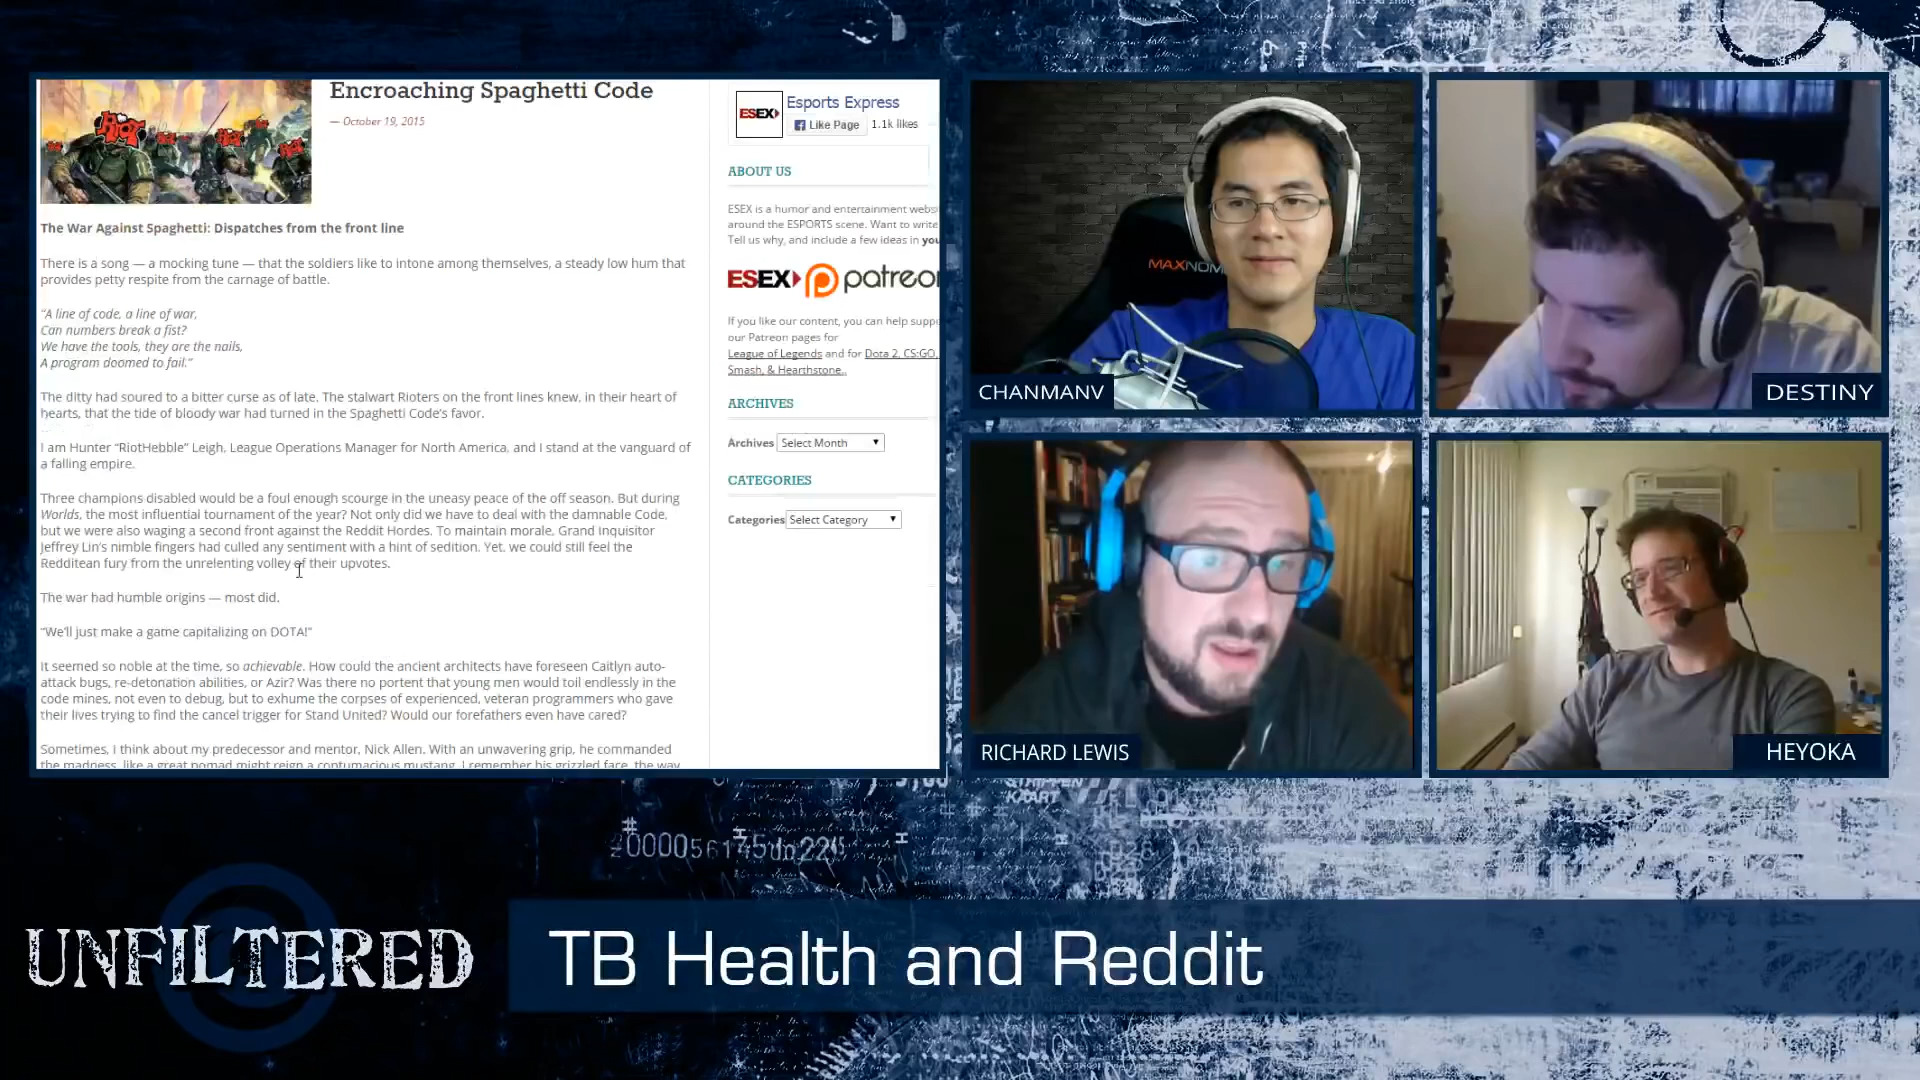 Encroaching Spaghetti Code
— October 19, 2015
RIOT
The War Against Spaghetti: Dispatches from the front line
There is a song — a mocking tune — that the soldiers like to intone among themselves, a steady low hum that
provides petty respite from the carnage of battle.
“A line of code, a line of war,
Can numbers break a fist?
We have the tools, they are the nails,
A program doomed to fail.”
The ditty had soured to a bitter curse as of late. The stalwart Rioters on the front lines knew, in their heart of
hearts, that the tide of bloody war had turned in the Spaghetti Code’s favor.
I am Hunter “RiotHebble” Leigh, League Operations Manager for North America, and I stand at the vanguard of
a falling empire.
Three champions disabled would be a foul enough scourge in the uneasy peace of the off season. But during
Worlds, the most influential tournament of the year? Not only did we have to deal with the damnable Code,
but we were also waging a second front against the Reddit Hordes. To maintain morale, Grand Inquisitor
Jeffrey Lin’s nimble fingers had culled any sentiment with a hint of sedition. Yet, we could still feel the
Redditean fury from the unrelenting volley of their upvotes.
The war had humble origins — most did.
“We’ll just make a game capitalizing on DOTA!”
It seemed so noble at the time, so achievable. How could the ancient architects have foreseen Caitlyn auto-
attack bugs, re-detonation abilities, or Azir? Was there no portent that young men would toil endlessly in the
code mines, not even to debug, but to exhume the corpses of experienced, veteran programmers who gave
their lives trying to find the cancel trigger for Stand United? Would our forefathers even have cared?
Sometimes, I think about my predecessor and mentor, Nick Allen. With an unwavering grip, he commanded
the madness, like a great nomad might reign a contumacious mustang. I remember his grizzled face, the way
ESEX
Esports Express
Like Page
1.1k likes
ABOUT US
ESEX is a humor and entertainment webs
around the ESPORTS scene. Want to write
Tell us why, and include a few ideas in you
ESEX patreo
If you like our content, you can help supp
our Patreon pages for
League of Legends and for Dota 2, CS:GO,
Smash, & Hearthstone..
ARCHIVES
Archives Select Month
CATEGORIES
Categories Select Category
MAXNOM
CHANMANV
DESTINY
RICHARD LEWIS
HEYOKA
UNFILTERED
TB Health and Reddit